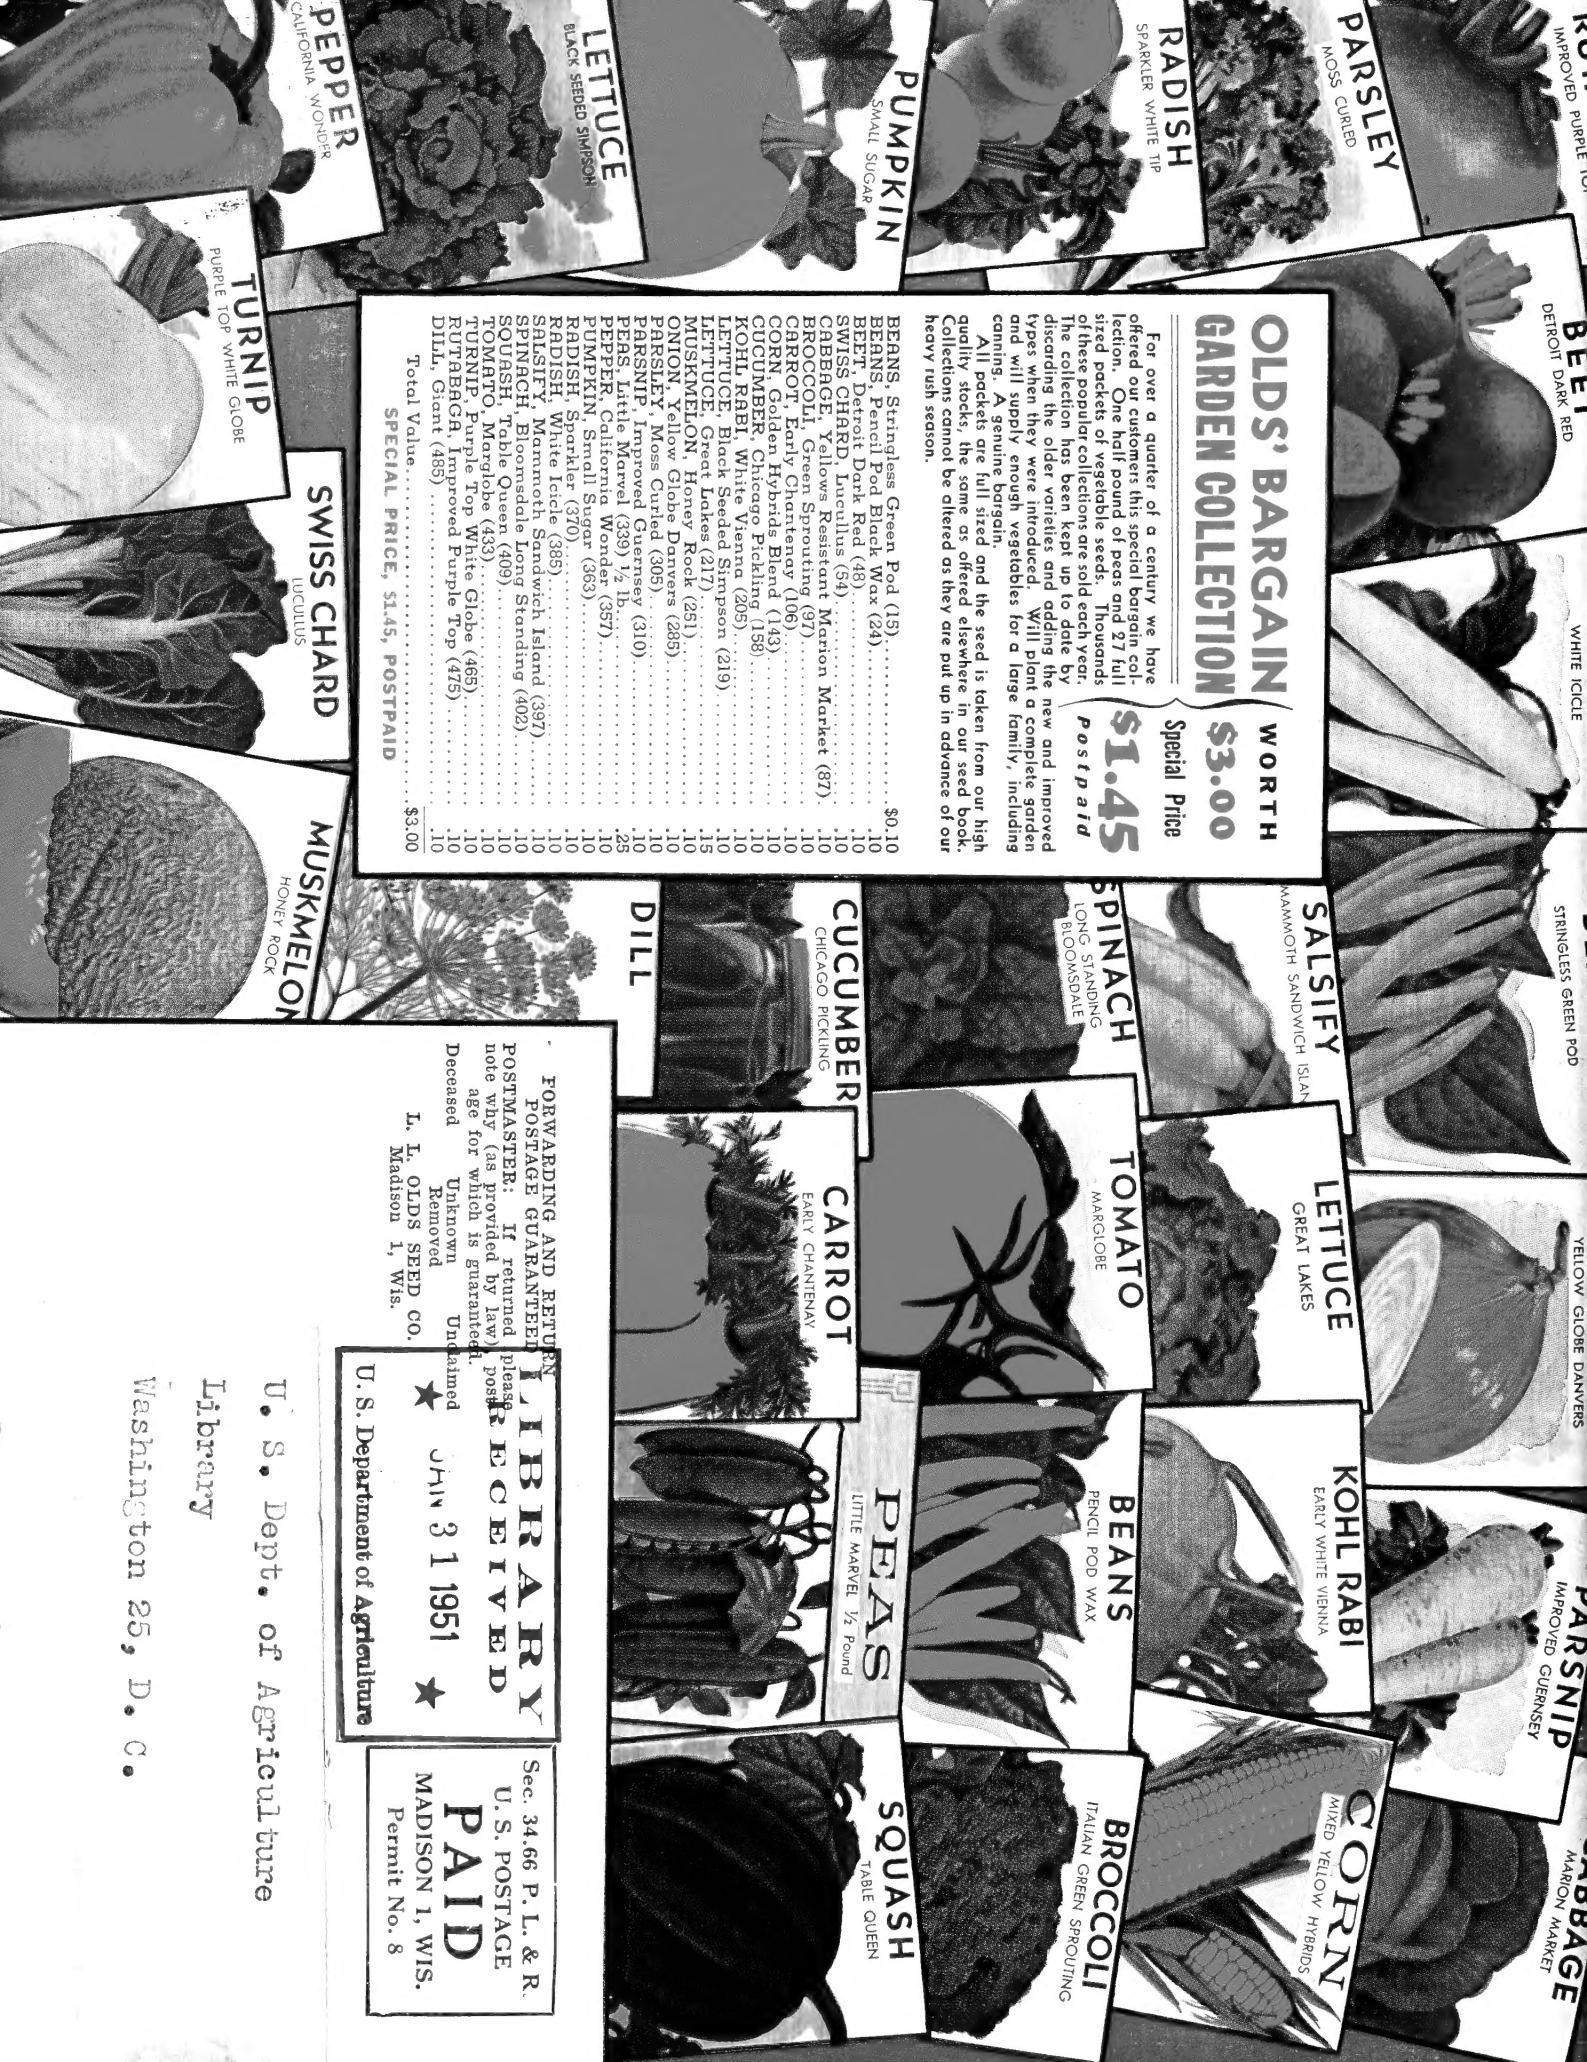 OLDS' BARGAIN
GARDEN COLLECTION
WORTH
$3.00
Special Price
$1.45
Postpaid
For over a quarter of a century we have
offered our customers this special bargain col-
lection. One half pound of peas and 27 full
sized packets of vegetable seeds. Thousands
of these popular collections are sold each year.
The collection has been kept up to date by
discarding the older varieties and adding the new and improved
types when they were introduced. Will plant a complete garden
and will supply enough vegetables for a large family, including
canning. A genuine bargain.
All packets are full sized and the seed is taken from our high
quality stocks, the same as offered elsewhere in our seed book.
Collections cannot be altered as they are put up in advance of our
heavy rush season.
BEANS, Stringless Green Pod (15) $0.10
BEANS, Pencil Pod Black Wax (24) .10
BEET, Detroit Dark Red (48) .10
SWISS CHARD, Lucullus (54) .10
CABBAGE, Yellows Resistant Marion Market (87) .10
BROCCOLI, Green Sprouting (97) .10
CARROT, Early Chantenay (106) .10
CORN, Golden Hybrids Blend (143) .10
CUCUMBER, Chicago Pickling (158) .10
KOHL RABI, White Vienna (205) .10
LETTUCE, Black Seeded Simpson (219) .10
LETTUCE, Great Lakes (217) .15
MUSKMELON, Honey Rock (251) .10
ONION, Yellow Globe Danvers (285) .10
PARSLEY, Moss Curled (305) .10
PARSNIP, Improved Guernsey (310) .10
PEAS, Little Marvel (339) ½ lb. .25
PEPPER, California Wonder (357) .10
PUMPKIN, Small Sugar (363) .10
RADISH, Sparkler (370) .10
RADISH, White Icicle (385) .10
SALSIFY, Mammoth Sandwich Island (397) .10
SPINACH, Bloomsdale Long Standing (402) .10
SQUASH, Table Queen (409) .10
TOMATO, Marglobe (433) .10
TURNIP, Purple Top White Globe (465) .10
RUTABAGA, Improved Purple Top (475) .10
DILL, Giant (485) .10
Total Value $3.00
SPECIAL PRICE, $1.45, POSTPAID
IMPROVED PURPLE TOP
BEET
DETROIT DARK RED
WHITE ICICLE
STRINGLESS GREEN POD
YELLOW GLOBE DANVERS
PARSNIP
IMPROVED GUERNSEY
CABBAGE
MARION MARKET
PARSLEY
MOSS CURLED
SALSIFY
MAMMOTH SANDWICH ISLAN
LETTUCE
GREAT LAKES
KOHL RABI
EARLY WHITE VIENNA
CORN
MIXED YELLOW HYBRIDS
RADISH
SPARKLER WHITE TIP
SPINACH
LONG STANDING
BLOOMSDALE
TOMATO
MARGLOBE
BEANS
PENCIL POD WAX
BROCCOLI
ITALIAN GREEN SPROUTING
PUMPKIN
SMALL SUGAR
CUCUMBER
CHICAGO PICKLING
CARROT
EARLY CHANTENAY
PEAS
LITTLE MARVEL ½ Pound
SQUASH
TABLE QUEEN
LETTUCE
BLACK SEEDED SIMPSON
DILL
PEPPER
CALIFORNIA WONDER
TURNIP
PURPLE TOP WHITE GLOBE
SWISS CHARD
LUCULLUS
MUSKMELON
HONEY ROCK
FORWARDING AND RETURN
POSTAGE GUARANTEED
POSTMASTER: If returned please
note why (as provided by law) post-
age for which is guaranteed.
Deceased Unknown Unclaimed
Removed
L. L. OLDS SEED CO.
Madison 1, Wis.
LIBRARY
RECEIVED
★ JAN 31 1951 ★
U. S. Department of Agriculture
Sec. 34.66 P. L. & R.
U. S. POSTAGE
PAID
MADISON 1, WIS.
Permit No. 8
U. S. Dept. of Agriculture
Library
Washington 25, D. C.